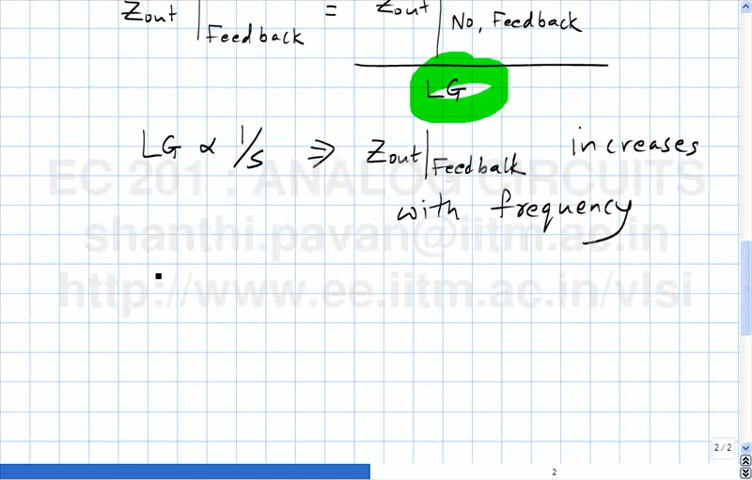 Zout | Feedback = Zout | No, Feedback
LG
LG ∝ 1/s ⇒ Zout | Feedback increases
with frequency
EC 201 : ANALOG CIRCUITS
shanthi.pavan@iitm.ac.in
http://www.ee.iitm.ac.in/vlsi
2 / 2
2